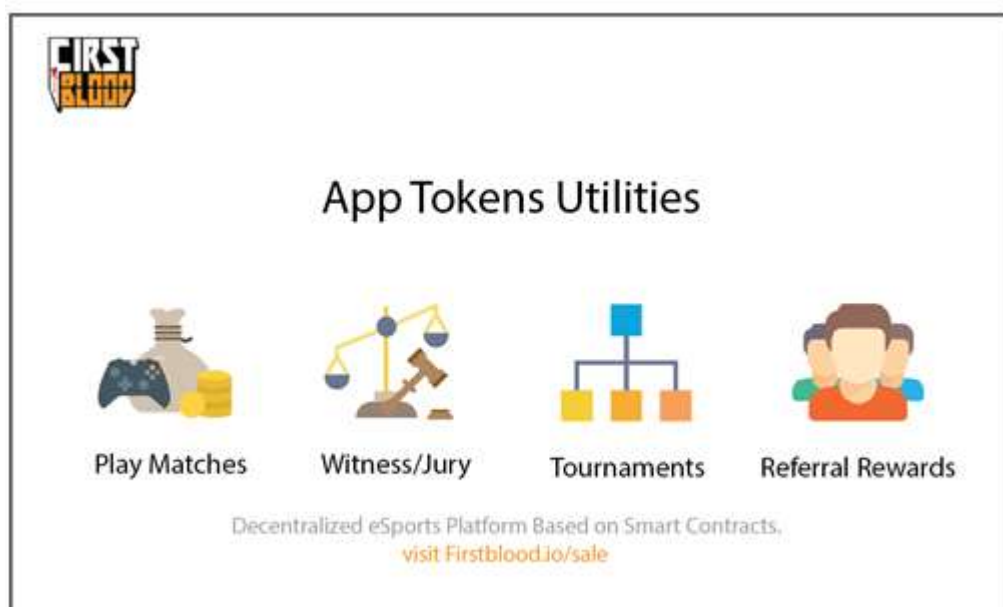 FIRST
BLOOD
App Tokens Utilities
Play Matches
Witness/Jury
Tournaments
Referral Rewards
Decentralized eSports Platform Based on Smart Contracts.
visit Firstblood.io/sale